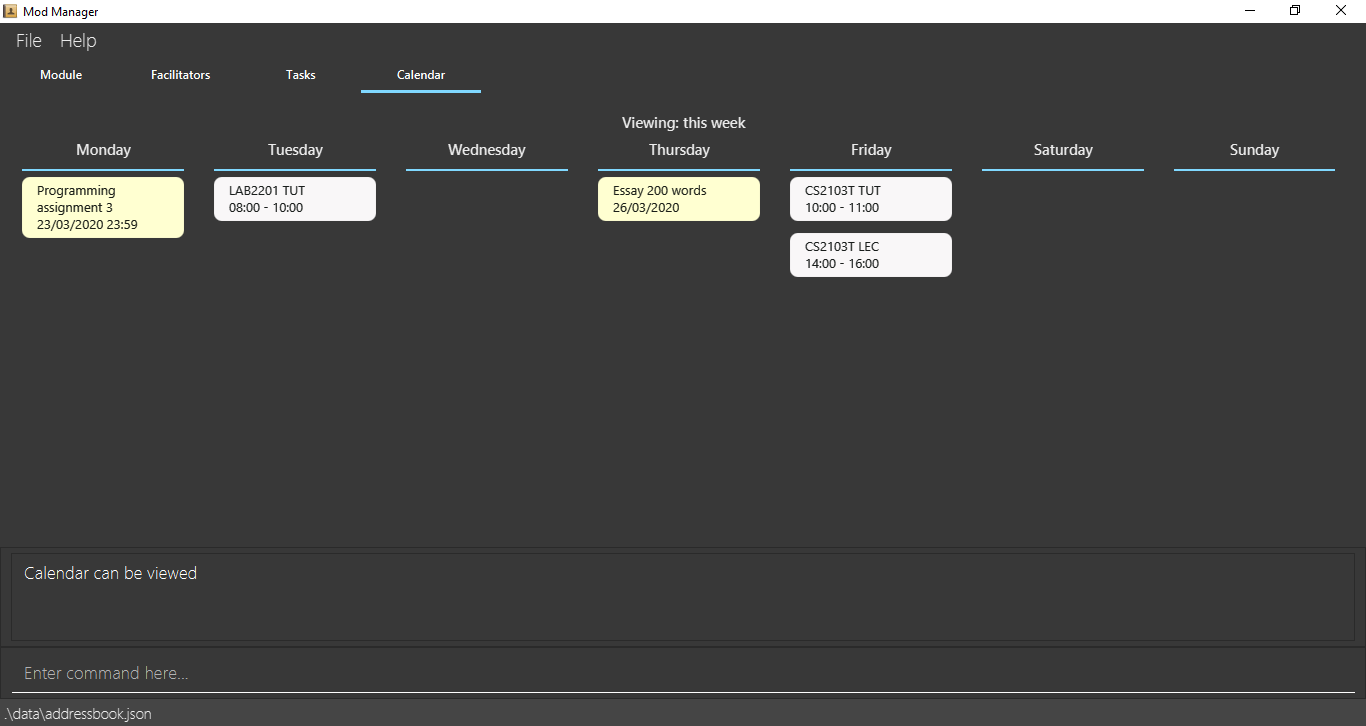 Mod Manager
File Help
Module Facilitators Tasks Calendar
Viewing: this week
Monday Tuesday Wednesday Thursday Friday Saturday Sunday
Programming
assignment 3
23/03/2020 23:59
LAB2201 TUT
08:00 - 10:00
Essay 200 words
26/03/2020
CS2103T TUT
10:00 - 11:00
CS2103T LEC
14:00 - 16:00
Calendar can be viewed
Enter command here...
.\data\addressbook.json